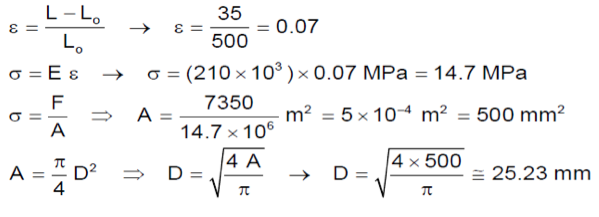 ε = (L − L₀)/L₀ → ε = 35/500 = 0.07
σ = E ε → σ = (210 × 10³) × 0.07 MPa = 14.7 MPa
σ = F/A ⇒ A = 7350/(14.7 × 10⁶) m² = 5 × 10⁻⁴ m² = 500 mm²
A = π/4 D² ⇒ D = √(4 A/π) → D = √((4 × 500)/π) ≅ 25.23 mm